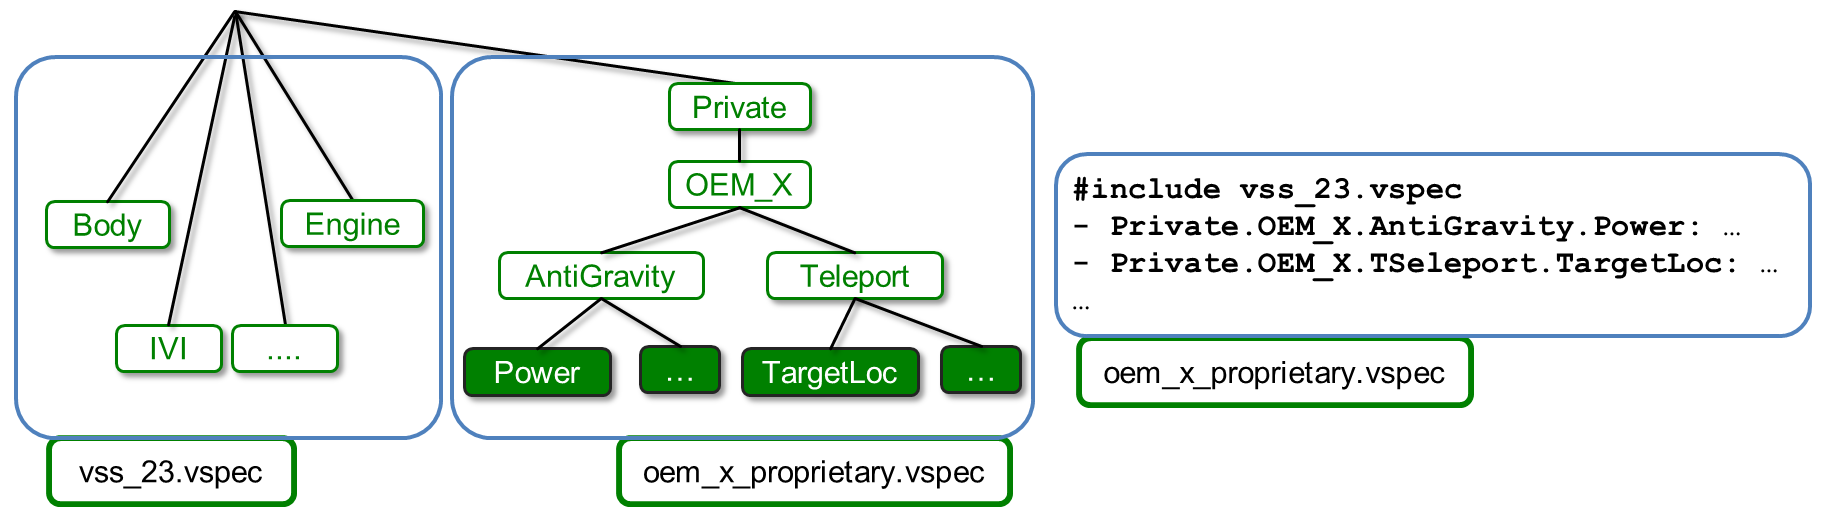 Private
OEM_X
Body
Engine
AntiGravity
Teleport
IVI
....
Power
...
TargetLoc
...
vss_23.vspec
oem_x_proprietary.vspec
#include vss_23.vspec
- Private.OEM_X.AntiGravity.Power: ...
- Private.OEM_X.TSeleport.TargetLoc: ...
...
oem_x_proprietary.vspec